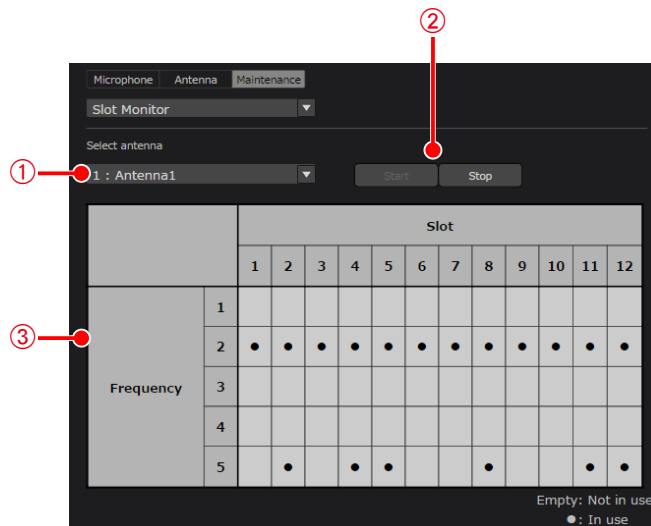 ②
Microphone Antenna Maintenance
Slot Monitor
Select antenna
① 1 : Antenna1 Start Stop
Slot
1 2 3 4 5 6 7 8 9 10 11 12
1
③ 2 ● ● ● ● ● ● ● ● ● ● ● ●
Frequency 3
4
5 ● ● ● ● ● ●
Empty: Not in use
●: In use